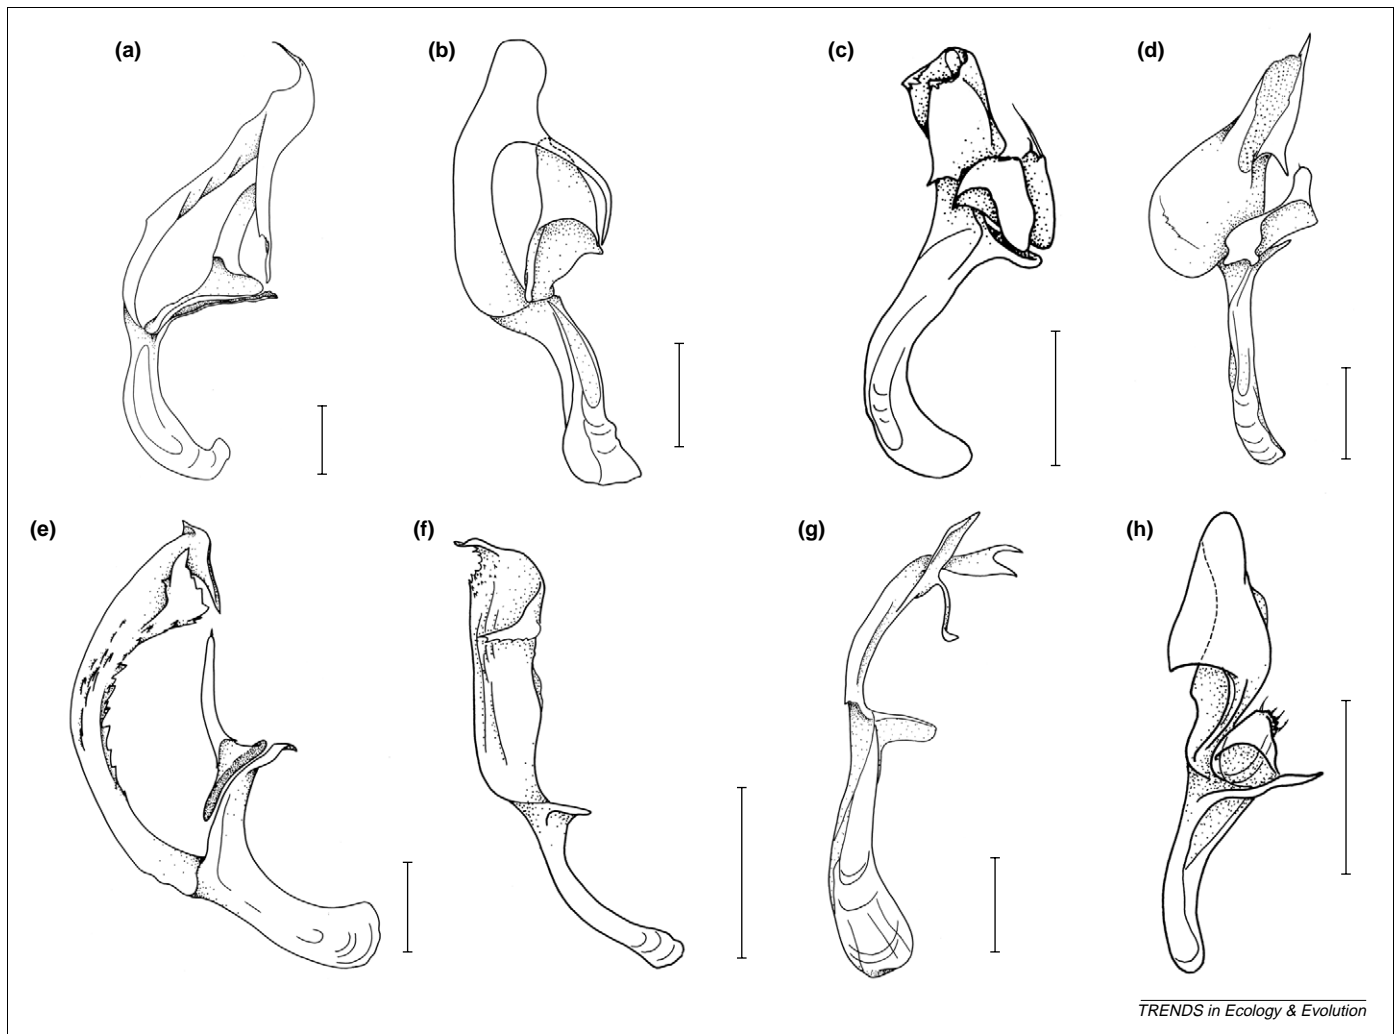 (a)
(b)
(c)
(d)
(e)
(f)
(g)
(h)
TRENDS in Ecology & Evolution